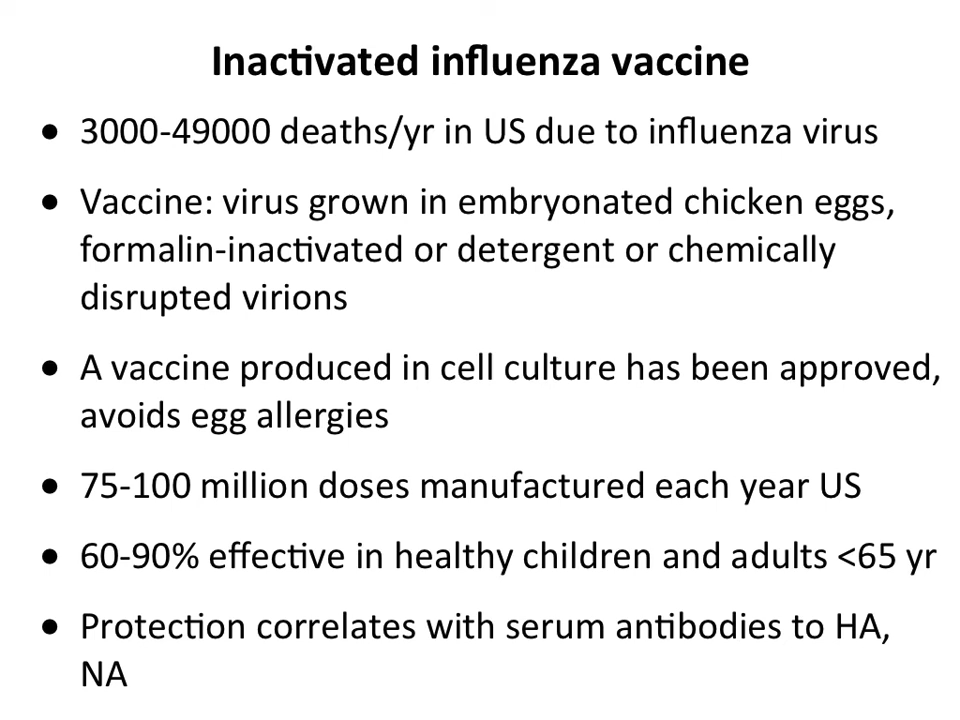 Inactivated influenza vaccine
• 3000-49000 deaths/yr in US due to influenza virus
• Vaccine: virus grown in embryonated chicken eggs,
formalin-inactivated or detergent or chemically
disrupted virions
• A vaccine produced in cell culture has been approved,
avoids egg allergies
• 75-100 million doses manufactured each year US
• 60-90% effective in healthy children and adults <65 yr
• Protection correlates with serum antibodies to HA,
NA